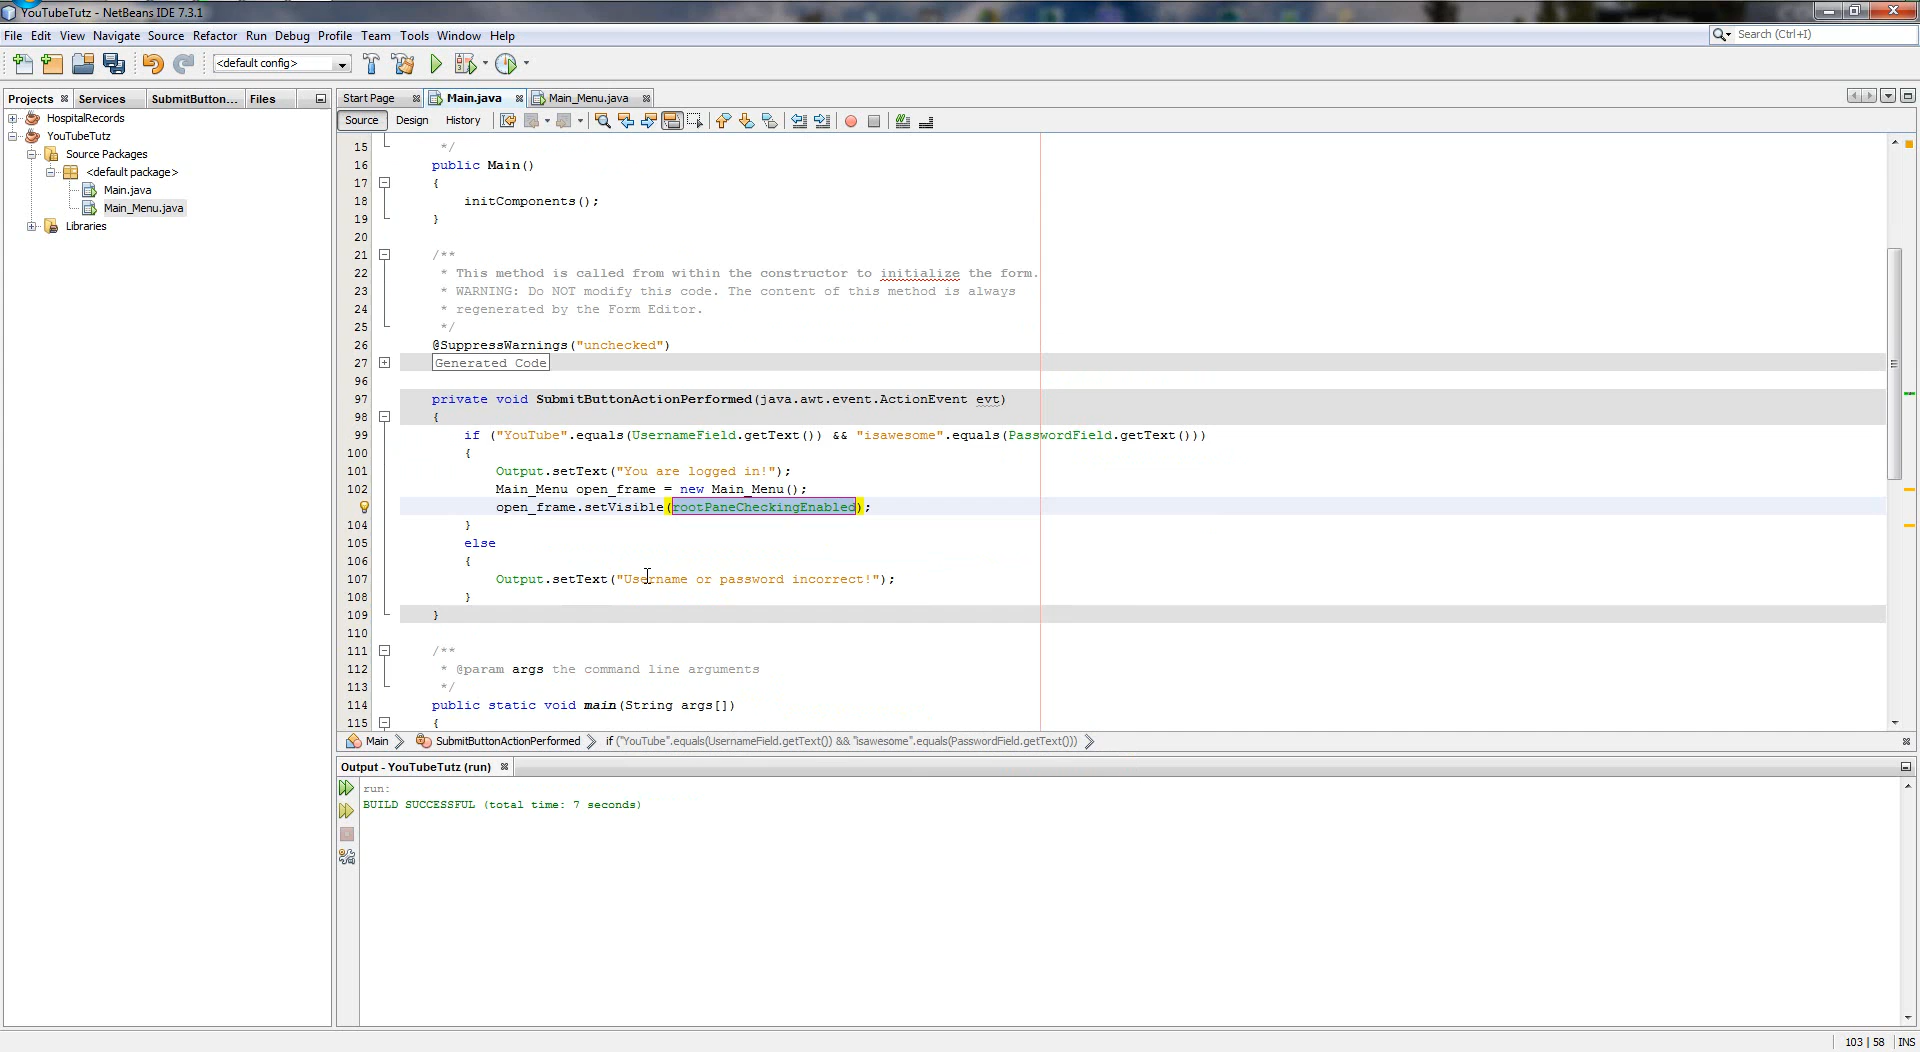 YouTubeTutz - NetBeans IDE 7.3.1
File Edit View Navigate Source Refactor Run Debug Profile Team Tools Window Help
Search (Ctrl+I)
<default config>
Projects Services SubmitButton... Files
Start Page Main.java Main_Menu.java
HospitalRecords
YouTubeTutz
Source Packages
<default package>
Main.java
Main_Menu.java
Libraries
Source Design History
15 */
16 public Main()
17 {
18 initComponents();
19 }
20
21 /**
22 * This method is called from within the constructor to initialize the form.
23 * WARNING: Do NOT modify this code. The content of this method is always
24 * regenerated by the Form Editor.
25 */
26 @SuppressWarnings("unchecked")
27 Generated Code
96
97 private void SubmitButtonActionPerformed(java.awt.event.ActionEvent evt)
98 {
99 if ("YouTube".equals(UsernameField.getText()) && "isawesome".equals(PasswordField.getText()))
100 {
101 Output.setText("You are logged in!");
102 Main_Menu open_frame = new Main_Menu();
open_frame.setVisible(rootPaneCheckingEnabled);
104 }
105 else
106 {
107 Output.setText("Username or password incorrect!");
108 }
109 }
110
111 /**
112 * @param args the command line arguments
113 */
114 public static void main(String args[])
115 {
Main SubmitButtonActionPerformed if ("YouTube".equals(UsernameField.getText()) && "isawesome".equals(PasswordField.getText()))
Output - YouTubeTutz (run)
run:
BUILD SUCCESSFUL (total time: 7 seconds)
103 | 58 INS